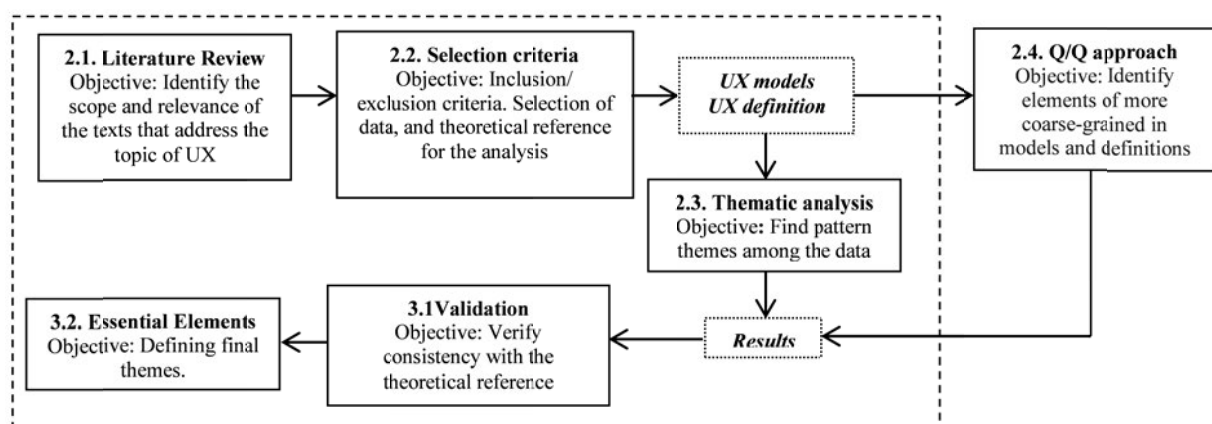 2.1. Literature Review
Objective: Identify the
scope and relevance of
the texts that address the
topic of UX
2.2. Selection criteria
Objective: Inclusion/
exclusion criteria. Selection of
data, and theoretical reference
for the analysis
UX models
UX definition
2.4. Q/Q approach
Objective: Identify
elements of more
coarse-grained in
models and definitions
2.3. Thematic analysis
Objective: Find pattern
themes among the data
3.2. Essential Elements
Objective: Defining final
themes.
3.1Validation
Objective: Verify
consistency with the
theoretical reference
Results